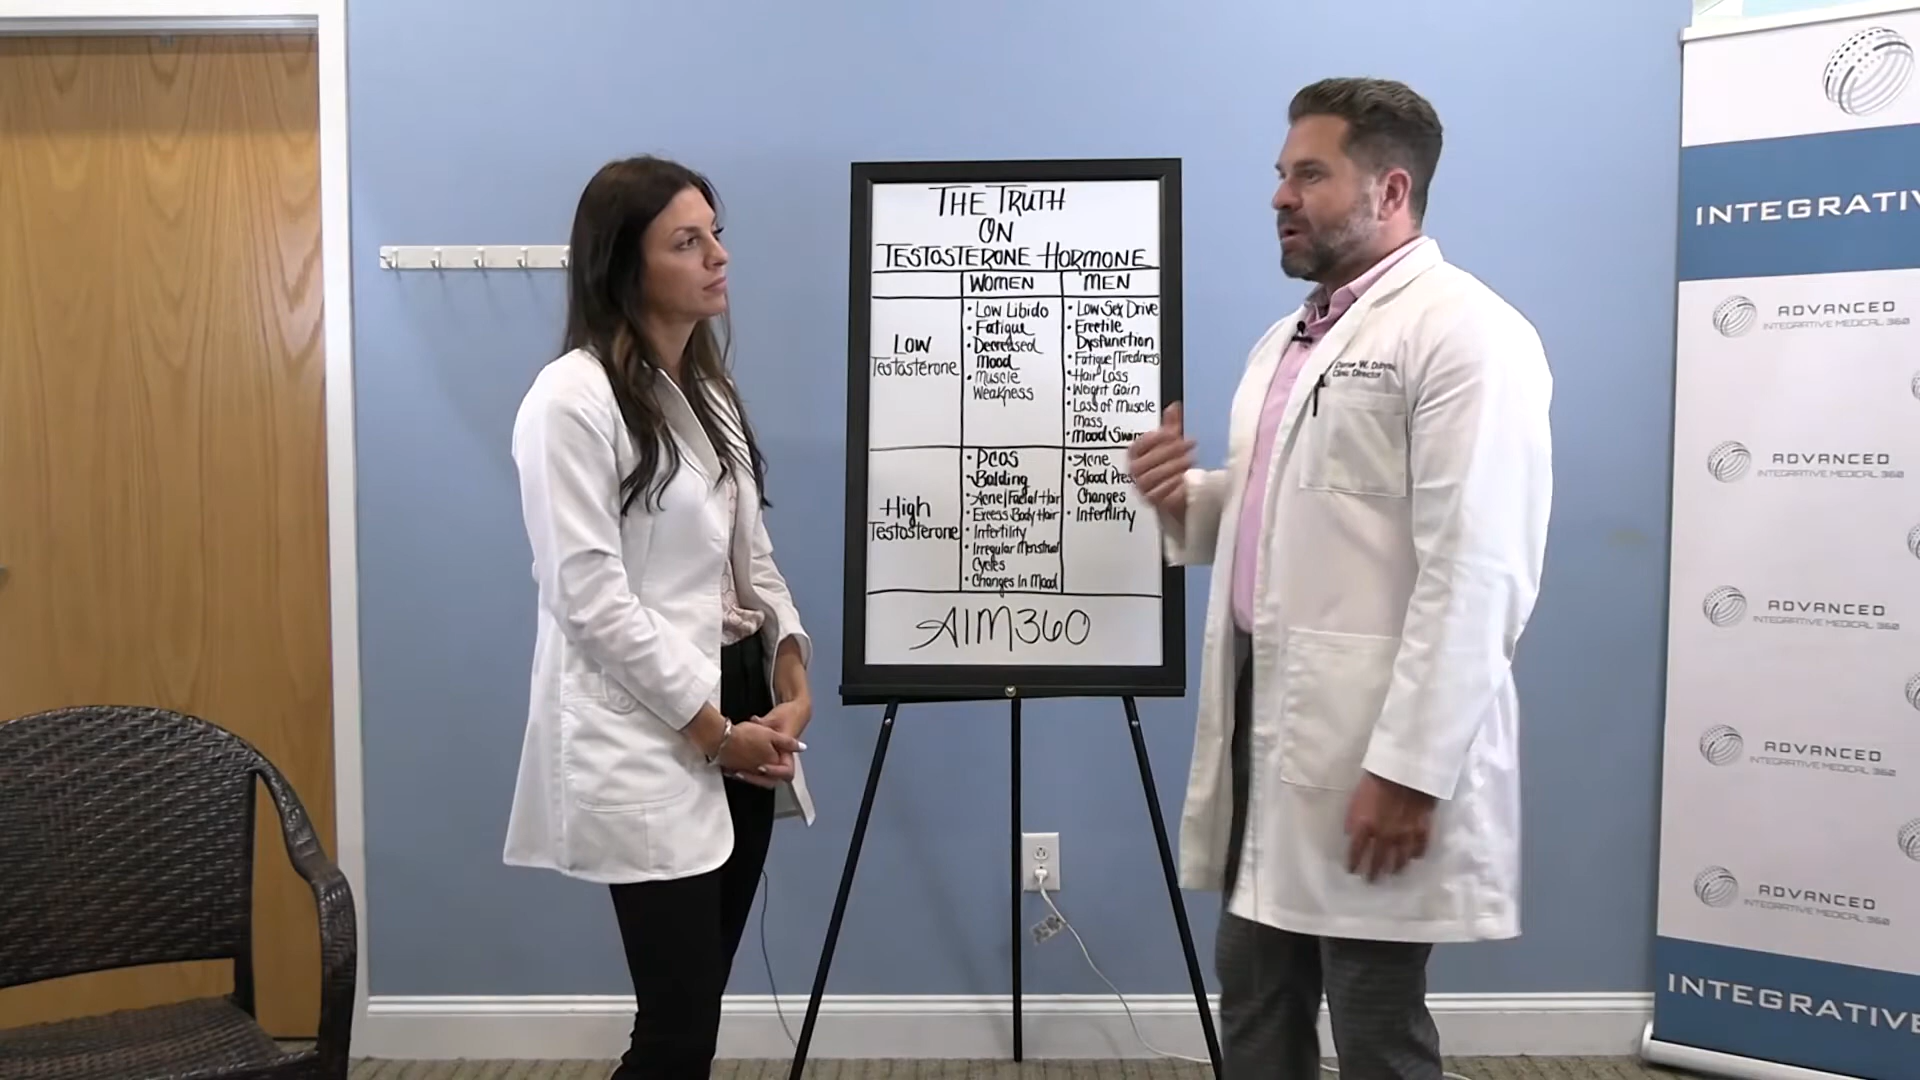 THE TRUTH
ON
TESTOSTERONE HORMONE
WOMEN
MEN
LOW
Testosterone
• Low Libido
• Fatigue
• Decreased
Mood
• Muscle
Weakness
• Low Sex Drive
• Erectile
Dysfunction
• Fatigue/Tiredness
• Hair Loss
• Weight Gain
• Loss of Muscle
Mass
• Mood Swin
High
Testosterone
• PCOS
• Balding
• Acne/Facial Hair
• Excess Body Hair
• Infertility
• Irregular Menstrual
Cycles
• Changes In Mood
• Acne
• Blood Pres
Changes
• Infertility
AIM360
Clinic Director
INTEGRATIV
ADVANCED
INTEGRATIVE MEDICAL 360
ADVANCED
INTEGRATIVE MEDICAL 360
ADVANCED
INTEGRATIVE MEDICAL 360
ADVANCED
INTEGRATIVE MEDICAL 360
ADVANCED
INTEGRATIVE MEDICAL 360
INTEGRATIVE